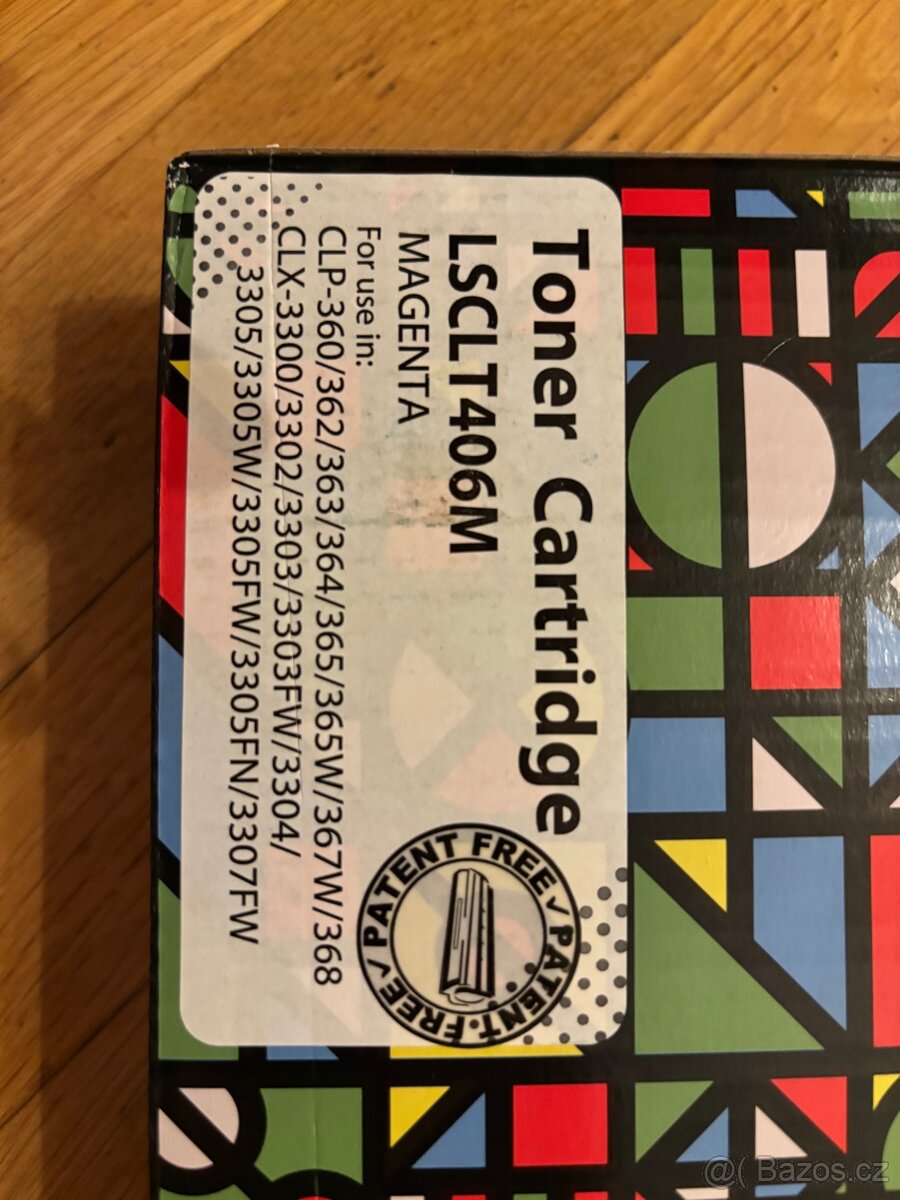 Toner Cartridge
LSCLT406M
MAGENTA
For use in:
CLP-360/362/363/364/365/365W/367W/368
CLX-3300/3302/3303/3303FW/3304/
3305/3305W/3305FW/3305FN/3307FW
PATENT FREE ✓ PATENT FREE ✓
@( Bazos.cz